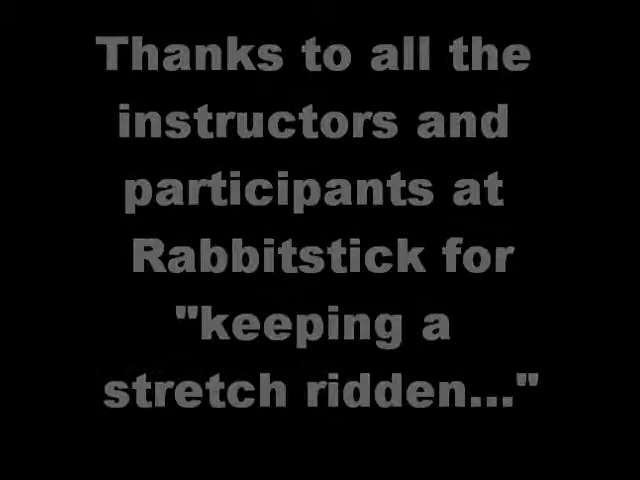 Thanks to all the
instructors and
participants at
Rabbitstick for
"keeping a
stretch ridden..."